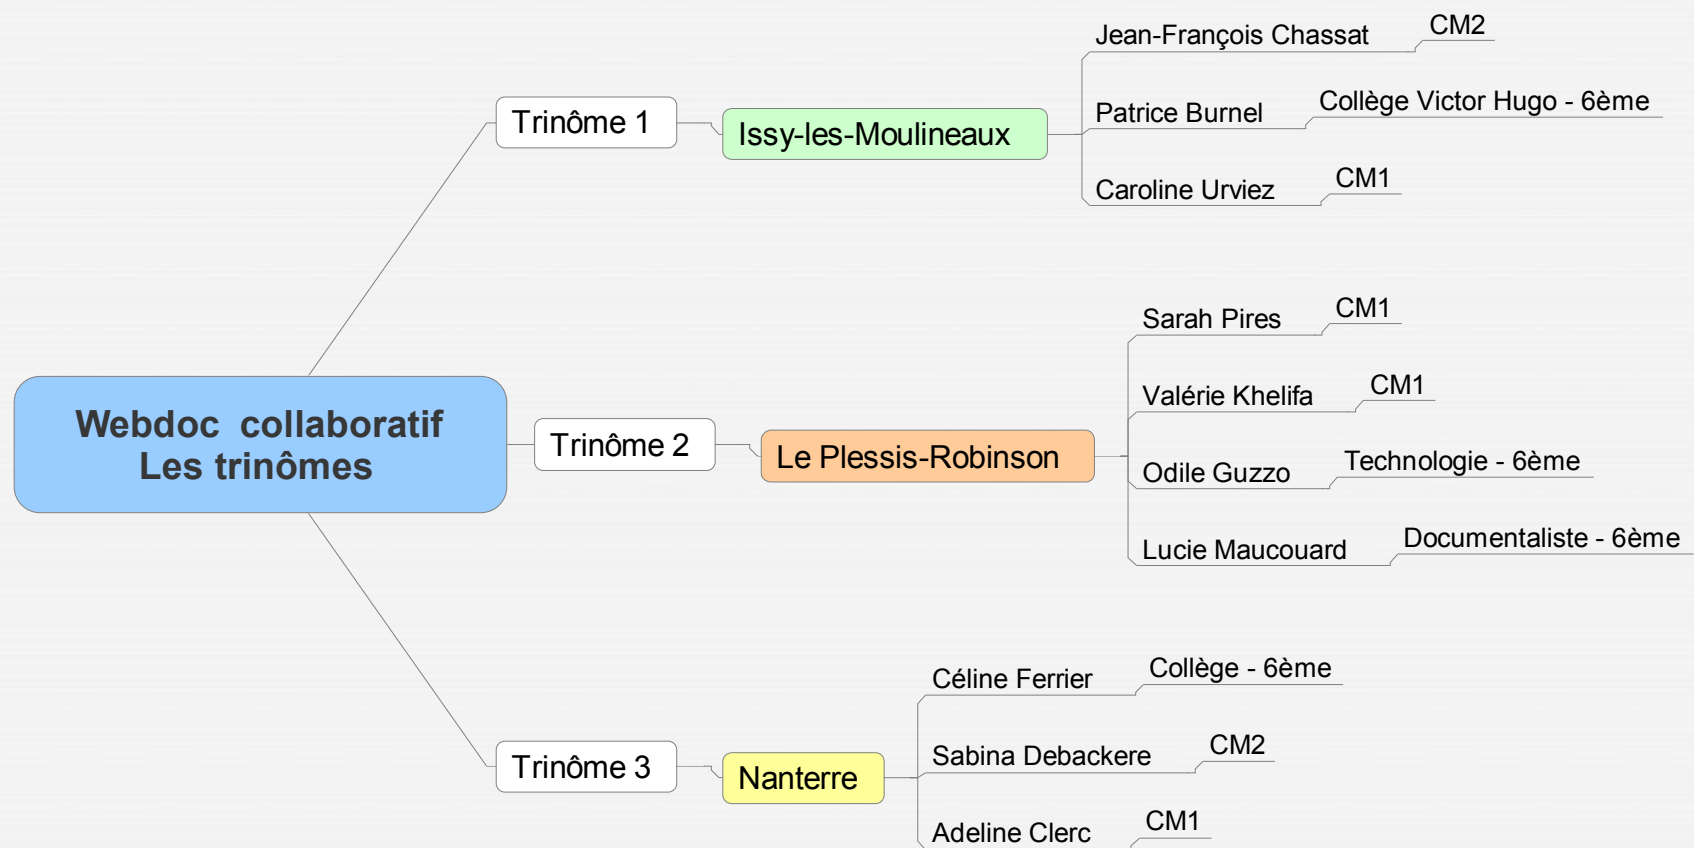 Webdoc collaboratif
Les trinômes
Trinôme 1
Issy-les-Moulineaux
Jean-François Chassat
CM2
Patrice Burnel
Collège Victor Hugo - 6ème
Caroline Urviez
CM1
Trinôme 2
Le Plessis-Robinson
Sarah Pires
CM1
Valérie Khelifa
CM1
Odile Guzzo
Technologie - 6ème
Lucie Maucouard
Documentaliste - 6ème
Trinôme 3
Nanterre
Céline Ferrier
Collège - 6ème
Sabina Debackere
CM2
Adeline Clerc
CM1